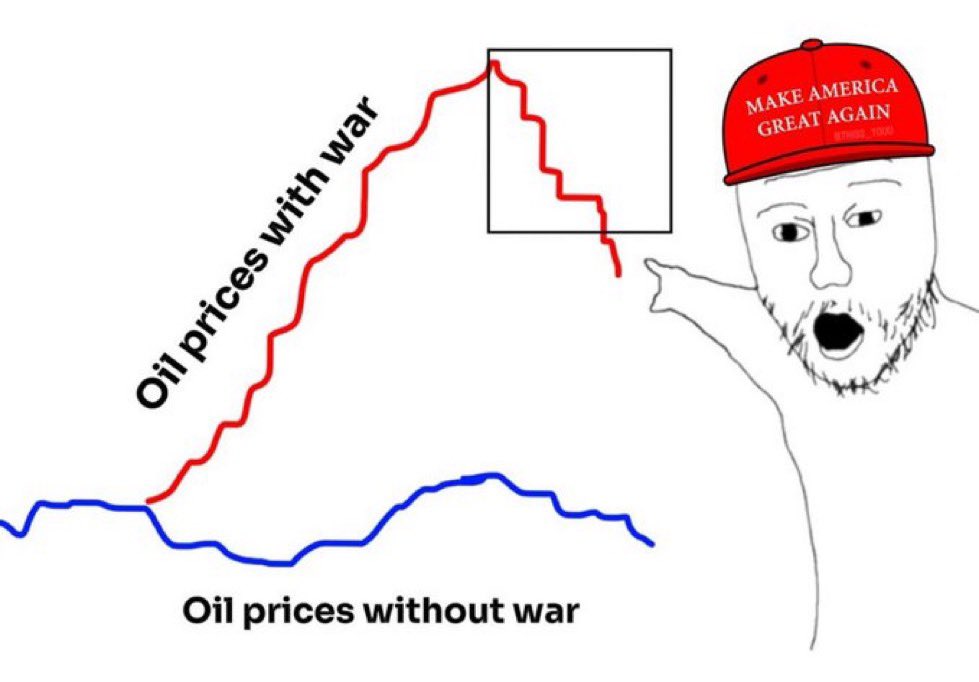 MAKE AMERICA
GREAT AGAIN
Oil prices with war
Oil prices without war